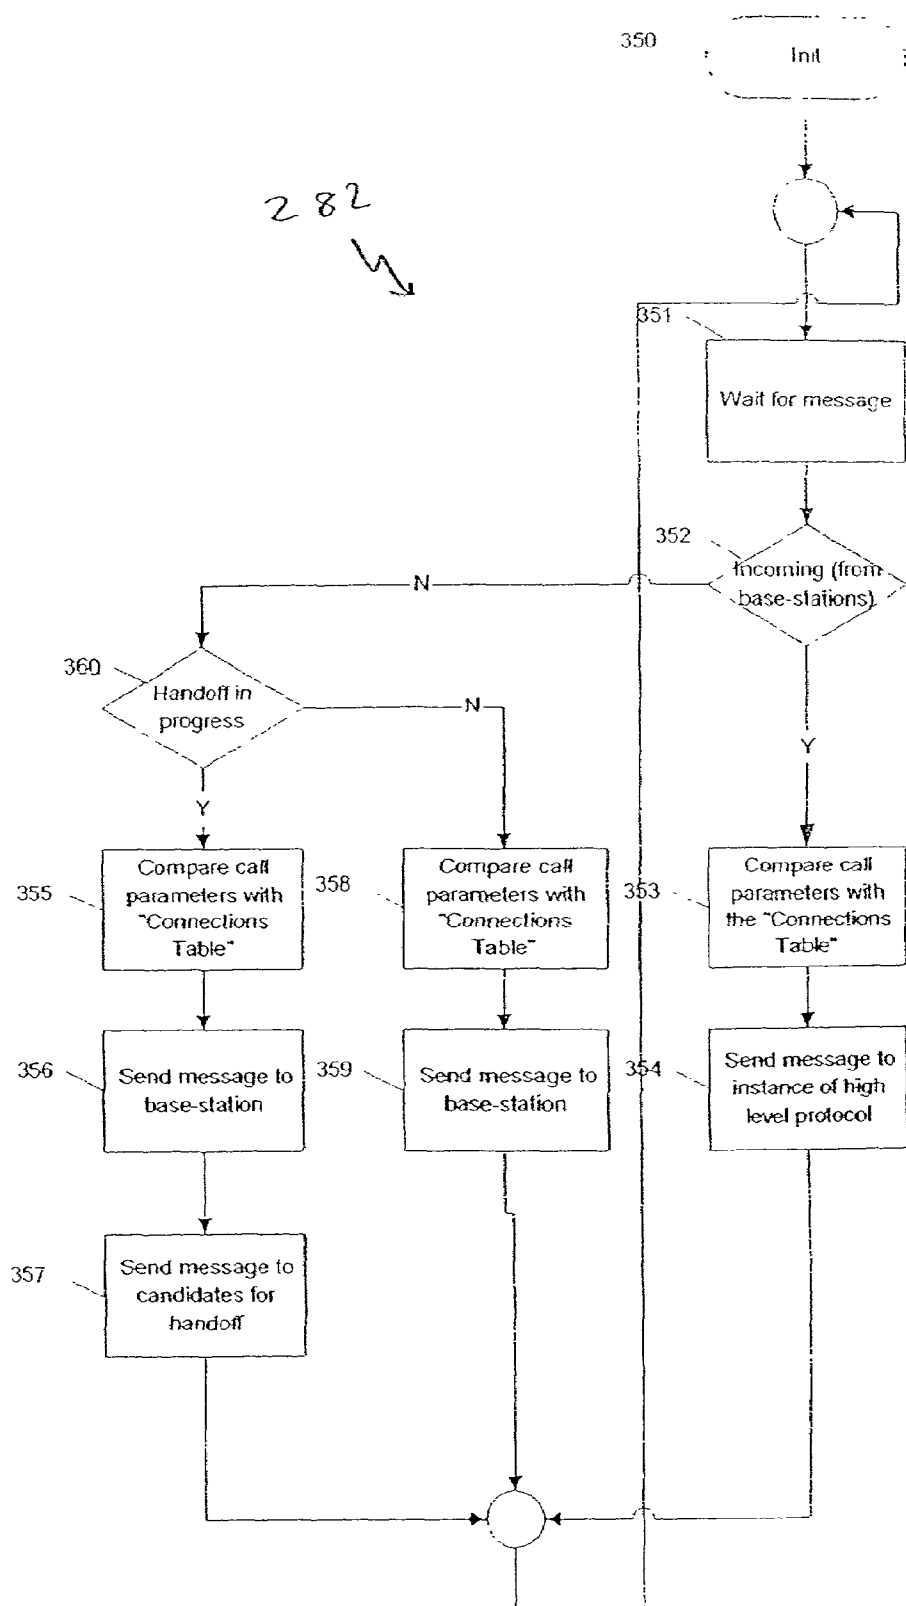 350
Init
282
351
Wait for message
352
Incoming (from
base-stations)
N
360
Handoff in
progress
N
Y
Y
355
Compare call
parameters with
"Connections
Table"
358
Compare call
parameters with
"Connections
Table"
353
Compare call
parameters with
the "Connections
Table"
356
Send message to
base-station
359
Send message to
base-station
354
Send message to
instance of high
level protocol
357
Send message to
candidates for
handoff